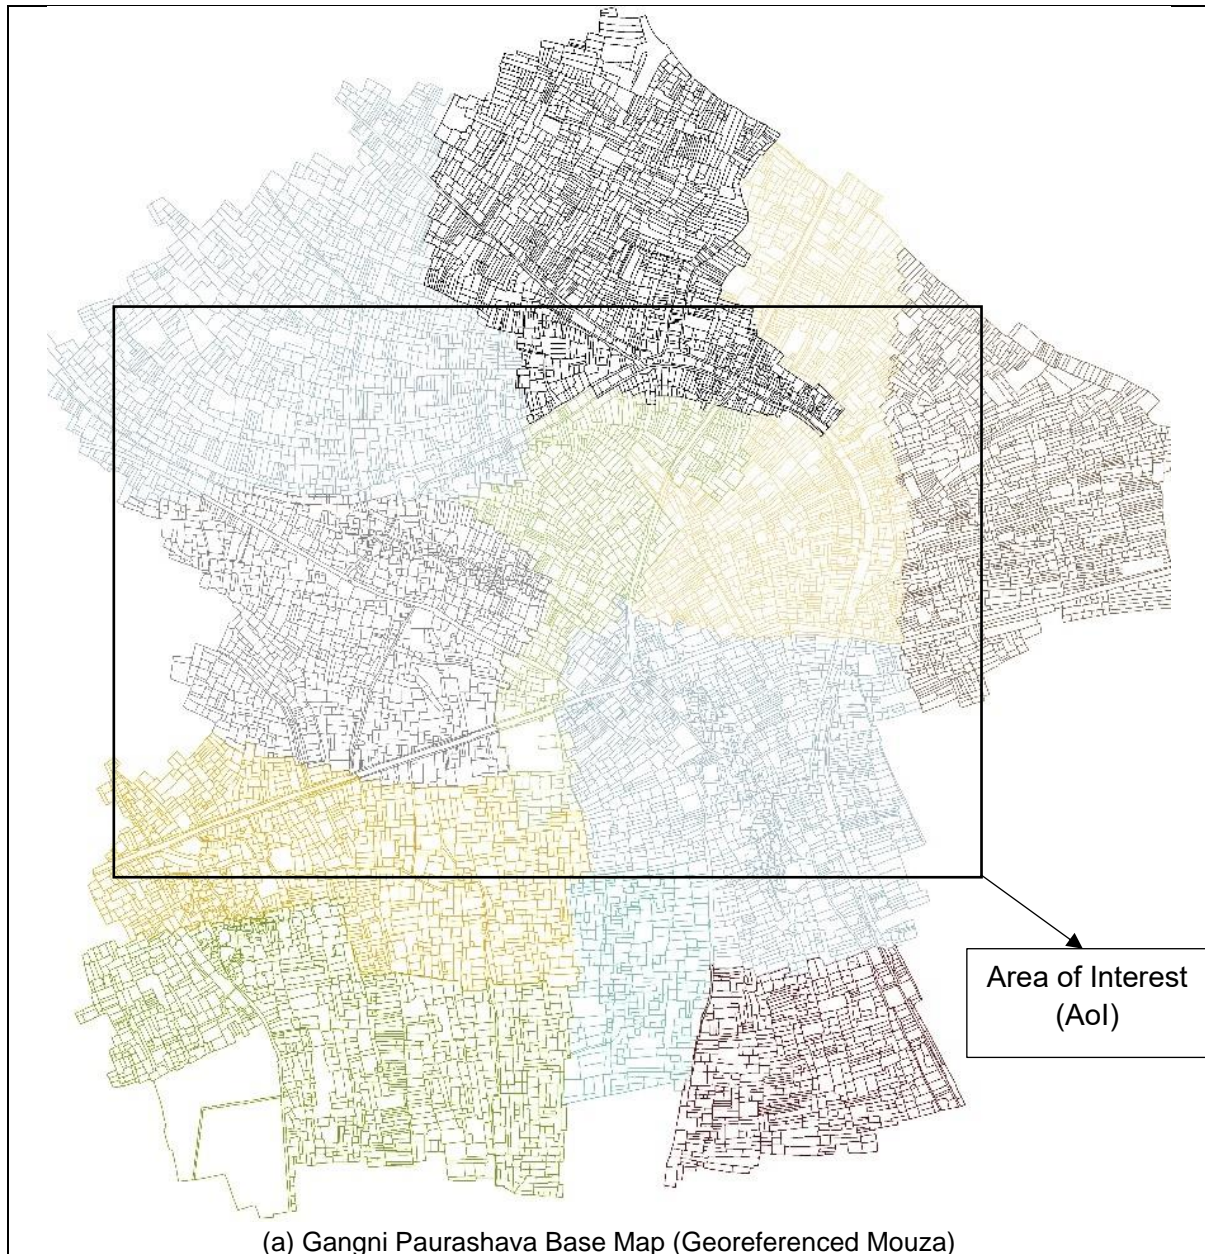 Area of Interest
(AoI)
(a) Gangni Paurashava Base Map (Georeferenced Mouza)